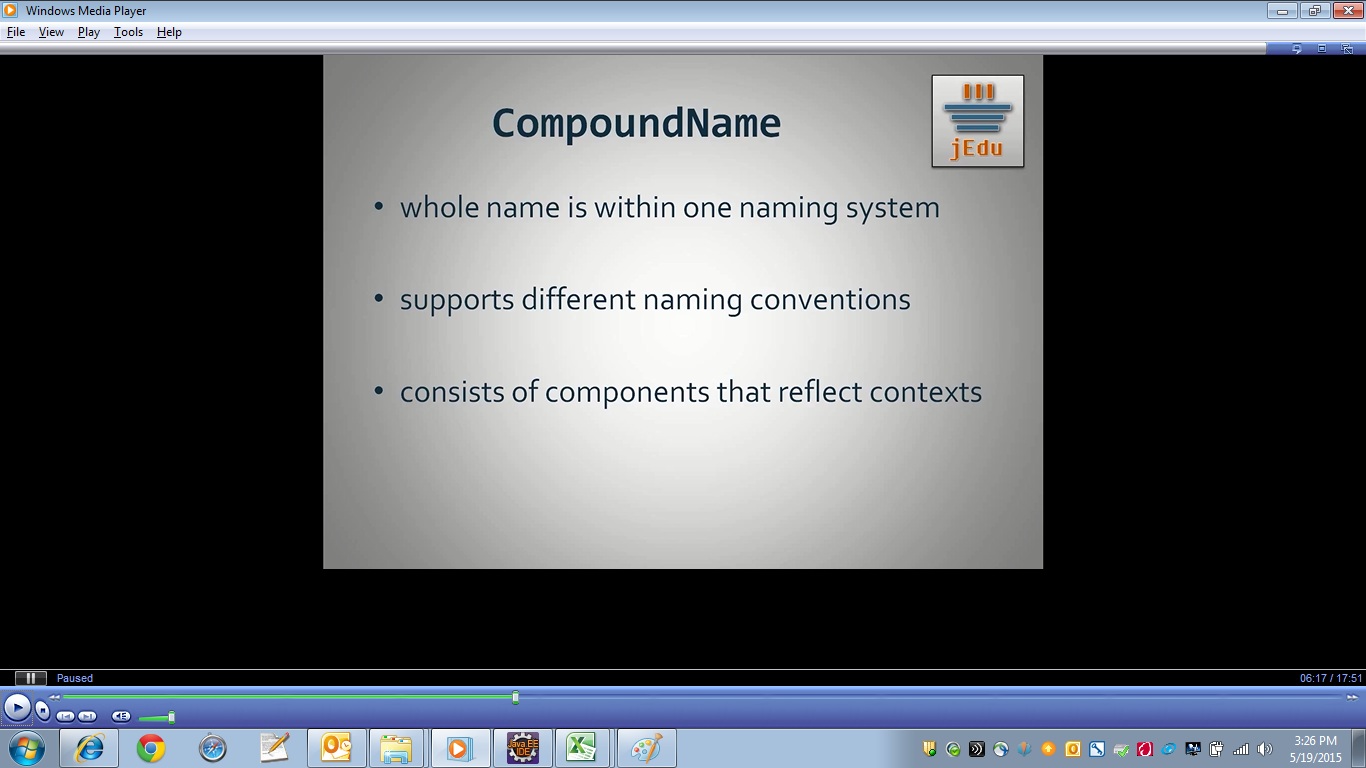 Windows Media Player
File View Play Tools Help
CompoundName
jEdu
• whole name is within one naming system
• supports different naming conventions
• consists of components that reflect contexts
Paused
06:17 / 17:51
Java EE
IDE
3:26 PM
5/19/2015